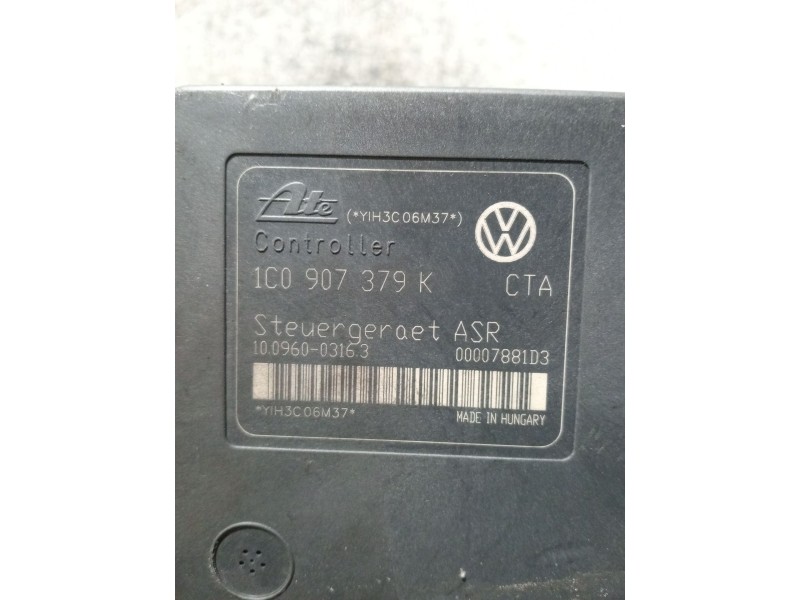 Ate (*YIH3C06M37*)
Controller
1C0 907 379 K CTA
Steuergeraet ASR
10.0960-0316.3 00007881D3
*YIH3C06M37* MADE IN HUNGARY